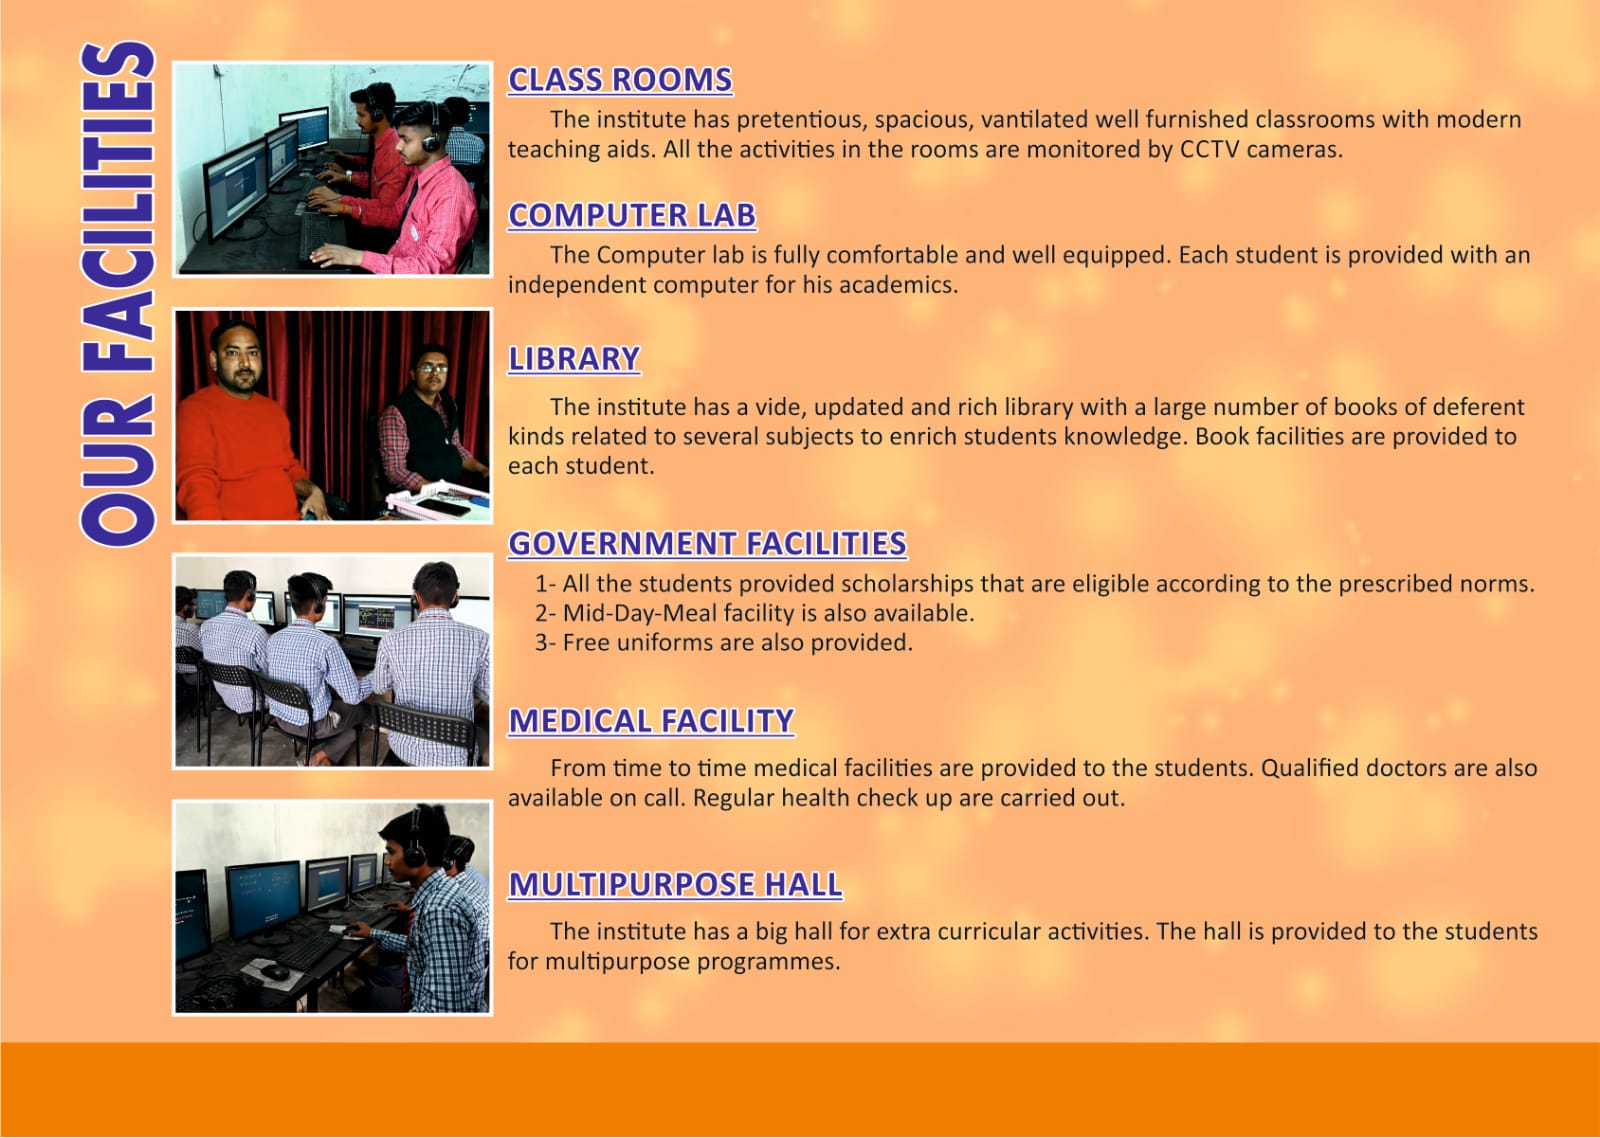 OUR FACILITIES
CLASS ROOMS
The institute has pretentious, spacious, vantilated well furnished classrooms with modern
teaching aids. All the activities in the rooms are monitored by CCTV cameras.
COMPUTER LAB
The Computer lab is fully comfortable and well equipped. Each student is provided with an
independent computer for his academics.
LIBRARY
The institute has a vide, updated and rich library with a large number of books of deferent
kinds related to several subjects to enrich students knowledge. Book facilities are provided to
each student.
GOVERNMENT FACILITIES
1- All the students provided scholarships that are eligible according to the prescribed norms.
2- Mid-Day-Meal facility is also available.
3- Free uniforms are also provided.
MEDICAL FACILITY
From time to time medical facilities are provided to the students. Qualified doctors are also
available on call. Regular health check up are carried out.
MULTIPURPOSE HALL
The institute has a big hall for extra curricular activities. The hall is provided to the students
for multipurpose programmes.